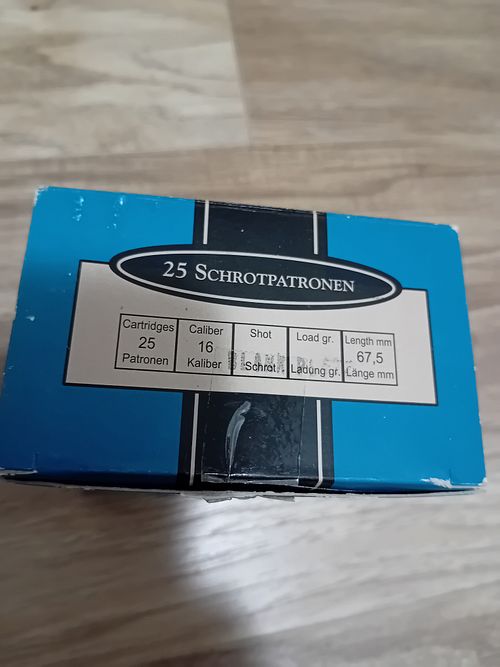 25 SCHROTPATRONEN
Cartridges Caliber Shot Load gr. Length mm
25 16 67,5
Patronen Kaliber Schrot Ladung gr. Länge mm